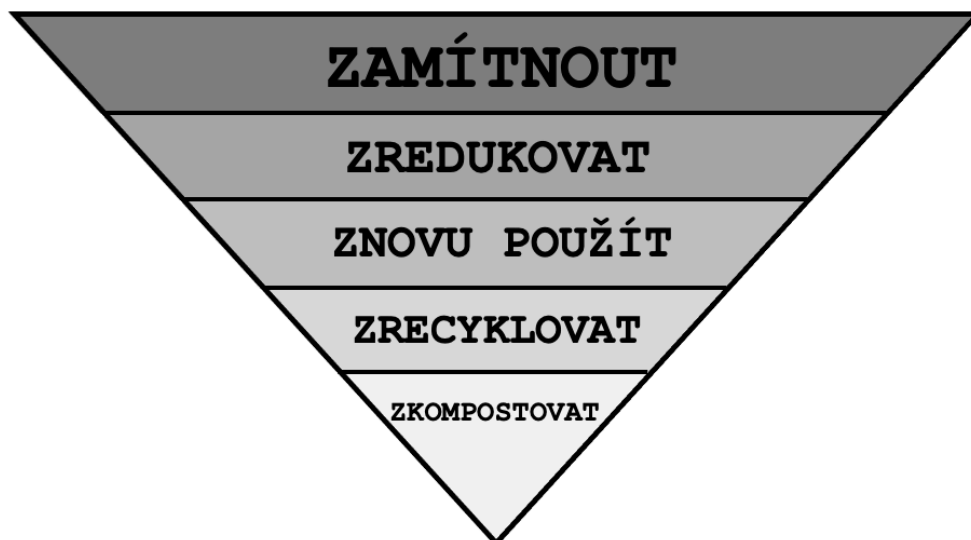 ZAMÍTNOUT
ZREDUKOVAT
ZNOVU POUŽÍT
ZRECYKLOVAT
ZKOMPOSTOVAT